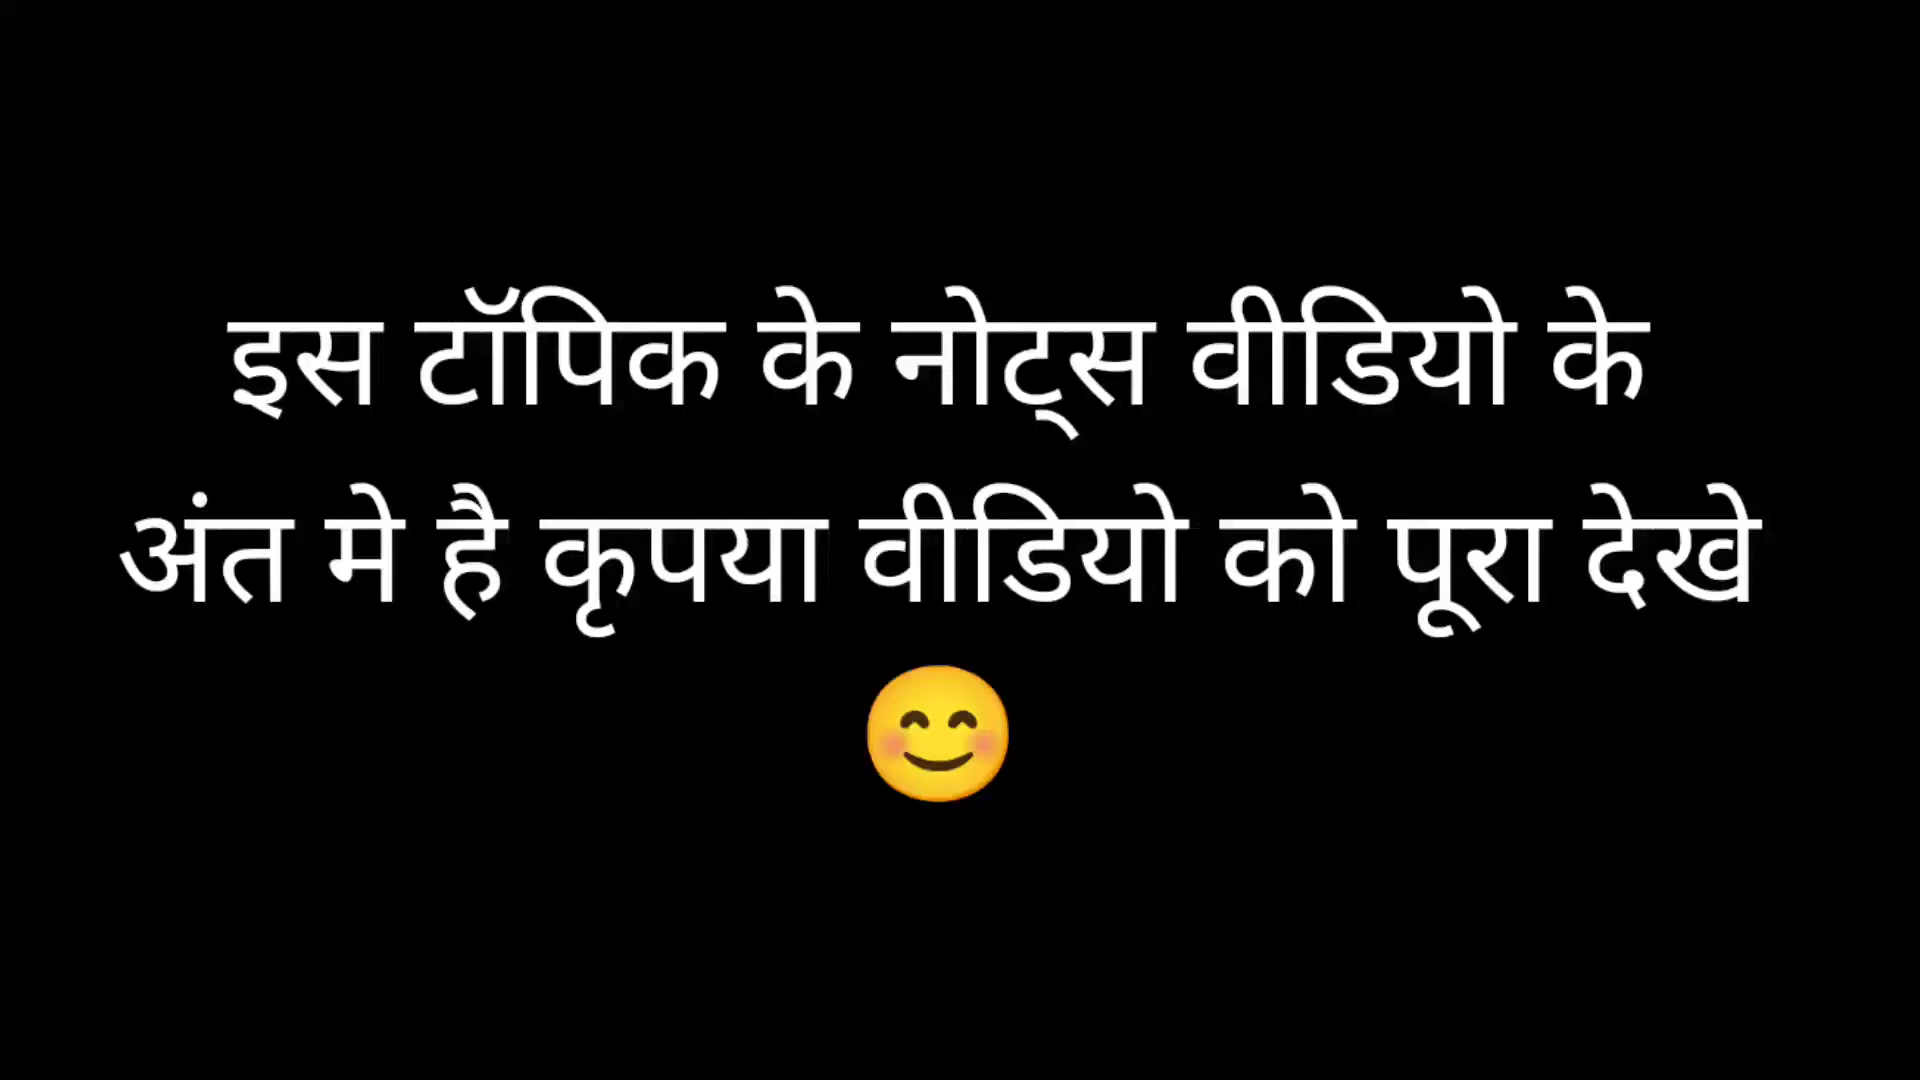 इस टॉपिक के नोट्स वीडियो के
अंत मे है कृपया वीडियो को पूरा देखे
😊